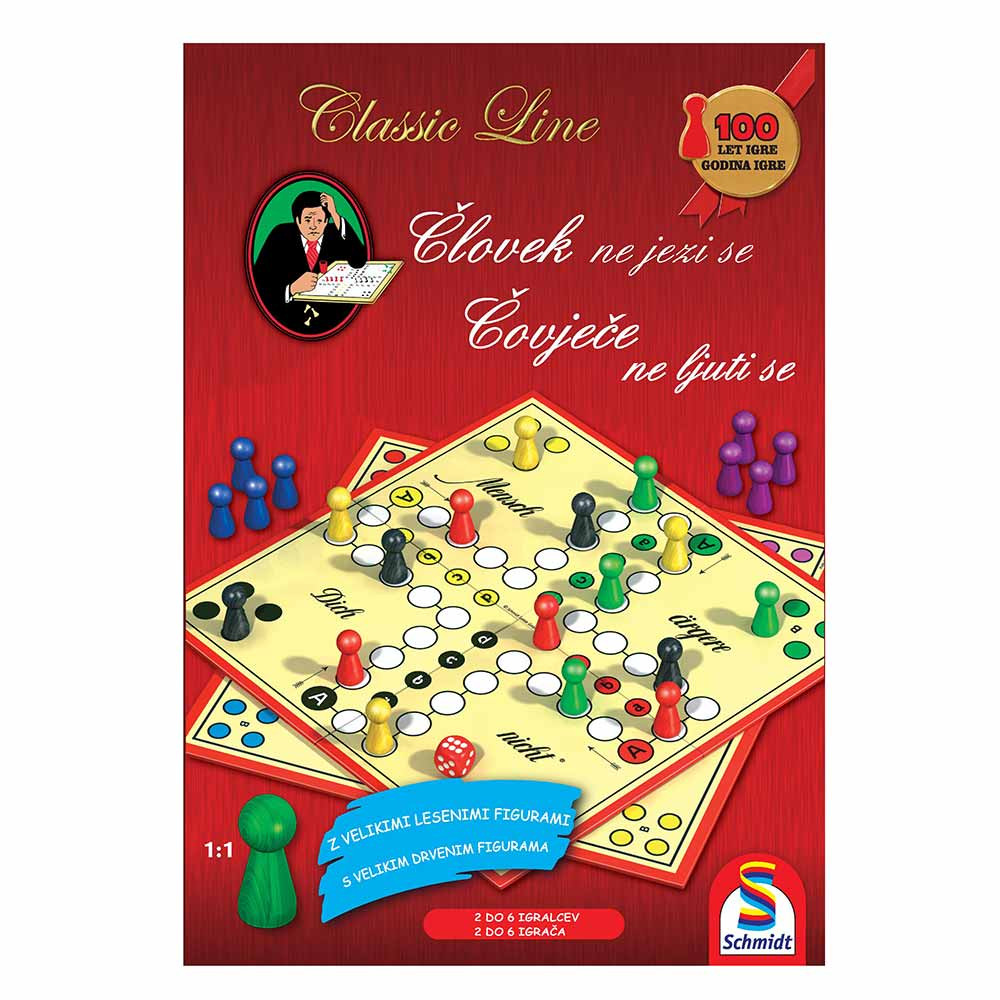 Classic Line
100
LET IGRE
GODINA IGRE
Človek ne jezi se
Čovječe
ne ljuti se
Mensch
ärgere
Dich
nicht®
A
b
c
d
A
b
c
d
A
a
c
A
b
a
B
B
B
1:1
Z VELIKIMI LESENIMI FIGURAMI
S VELIKIM DRVENIM FIGURAMA
2 DO 6 IGRALCEV
2 DO 6 IGRAČA
Schmidt